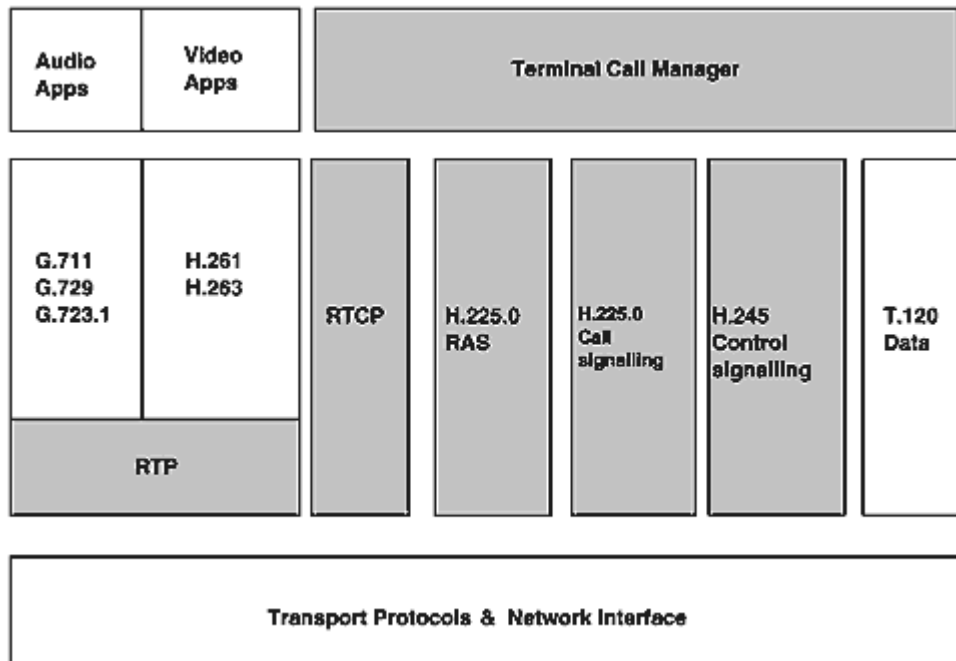 Audio
Apps
Video
Apps
Terminal Call Manager
G.711
G.729
G.723.1
H.261
H.263
RTP
RTCP
H.225.0
RAS
H.225.0
Call
signalling
H.245
Control
signalling
T.120
Data
Transport Protocols & Network Interface